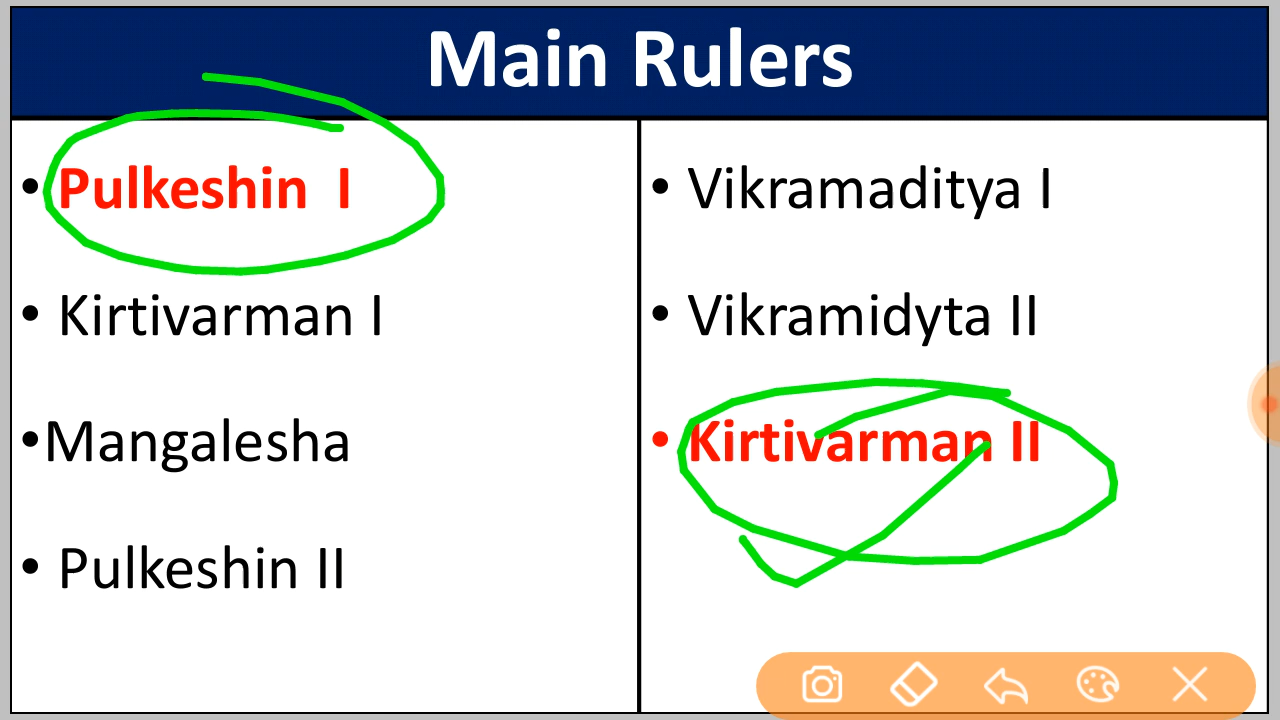 Main Rulers
• Pulkeshin I
• Kirtivarman I
•Mangalesha
• Pulkeshin II
• Vikramaditya I
• Vikramidyta II
• Kirtivarman II